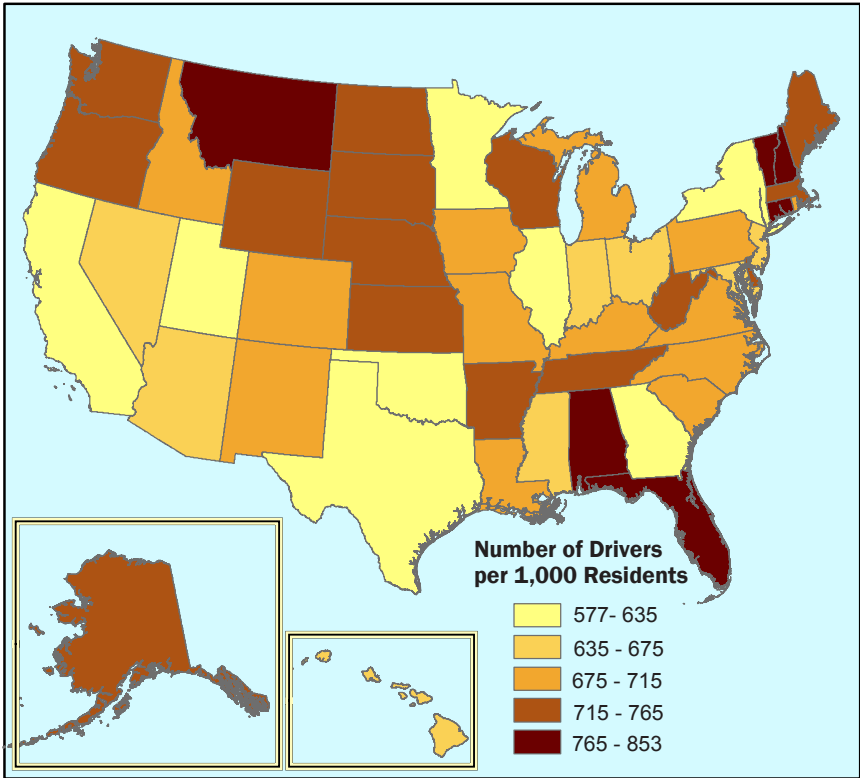 Number of Drivers
per 1,000 Residents
577- 635
635 - 675
675 - 715
715 - 765
765 - 853